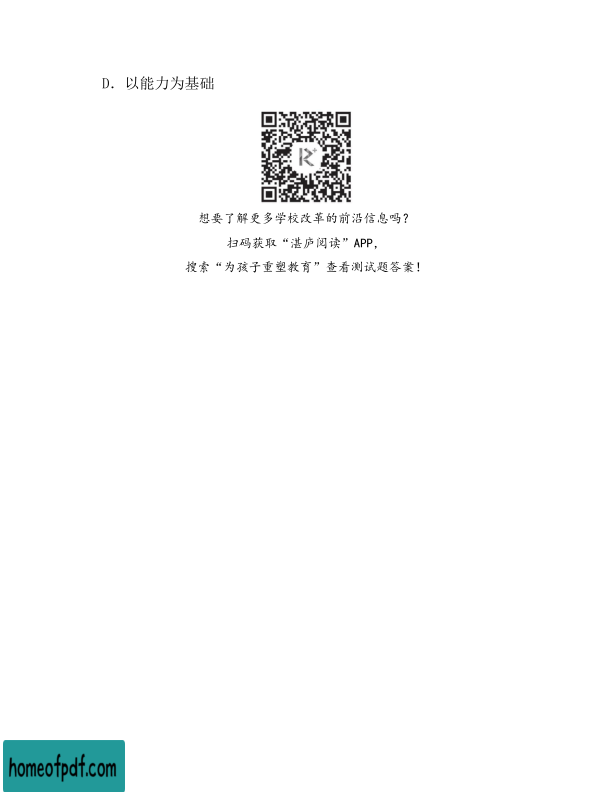 D．以能力为基础
R+
想要了解更多学校改革的前沿信息吗？
扫码获取“湛庐阅读”APP，
搜索“为孩子重塑教育”查看测试题答案！
homeofpdf.com